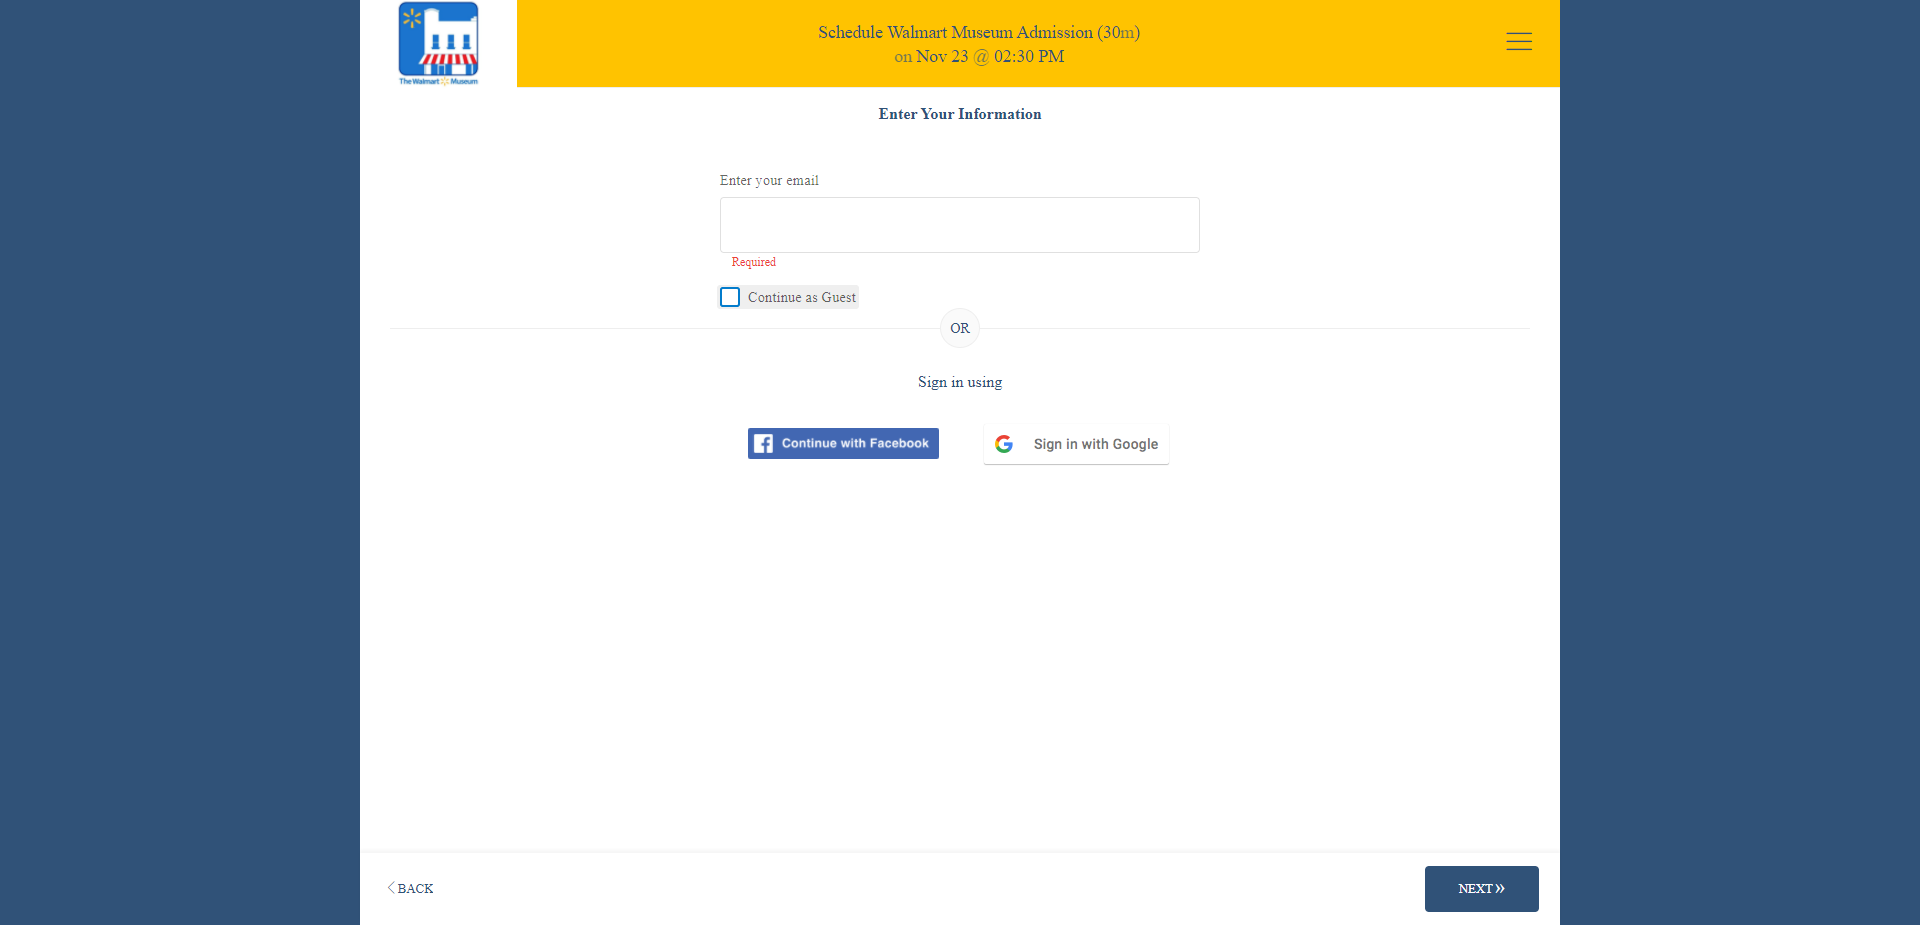 The Walmart Museum
Schedule Walmart Museum Admission (30m)
on Nov 23 @ 02:30 PM
Enter Your Information
Enter your email
Required
Continue as Guest
OR
Sign in using
Continue with Facebook
Sign in with Google
BACK
NEXT